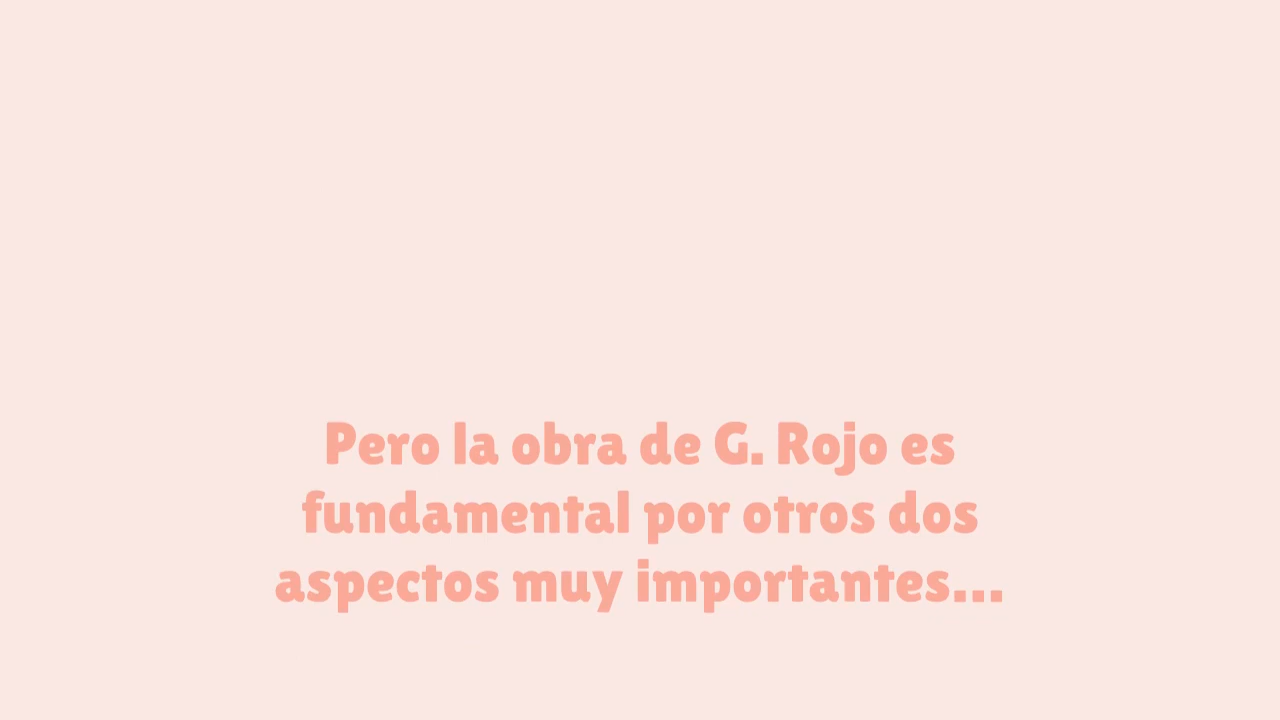 Pero la obra de G. Rojo es
fundamental por otros dos
aspectos muy importantes...